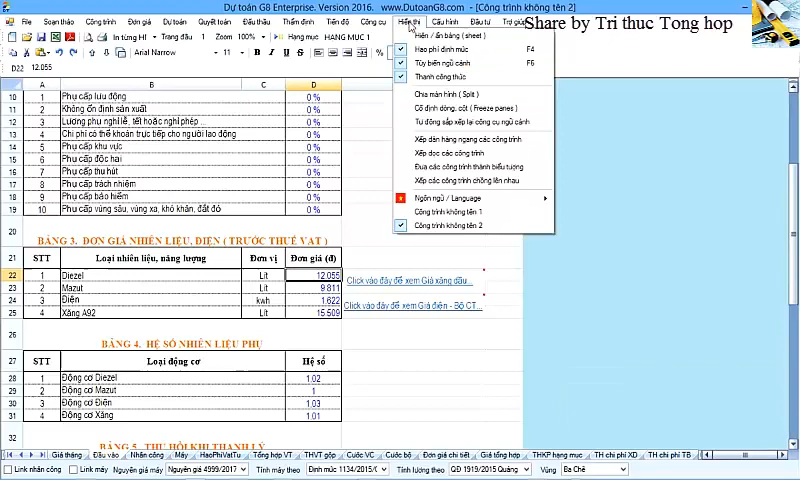 Dự toán G8 Enterprise. Version 2016. www.DutoanG8.com - [Công trình không tên 2]
File Soạn thảo Công trình Đơn giá Dự toán Quyết toán Đấu thầu Thẩm định Tiến độ Công cụ Hiển thị Cấu hình Đầu tư Trợ giúp
Share by Tri thuc Tong hop
In từng HI Trước Sau 100% Zoom Hạng mục HẠNG MỤC 1
Arial Narrow 11
D22 12.055
A B C D
10 1 Phụ cấp lưu động 0 %
11 2 Không ổn định sản xuất 0 %
12 3 Lương phụ nghỉ lễ, tết hoặc nghỉ phép ... 0 %
13 4 Chi phí có thể khoán trực tiếp cho người lao động 0 %
14 5 Phụ cấp khu vực 0 %
15 6 Phụ cấp độc hại 0 %
16 7 Phụ cấp thu hút 0 %
17 8 Phụ cấp trách nhiệm 0 %
18 9 Phụ cấp bảo hiểm 0 %
19 10 Phụ cấp vùng sâu, vùng xa, khó khăn, đắt đỏ 0 %
Hiện / ẩn bảng ( sheet )
Hao phí định mức F4
Tùy biến ngữ cảnh F6
Thanh công thức
Chia màn hình ( Split )
Cố định dòng, cột ( Freeze panes )
Tự động sắp xếp lại công cụ ngữ cảnh
Xếp dàn hàng ngang các công trình
Xếp dọc các công trình
Đưa các công trình thành biểu tượng
Xếp các công trình chồng lên nhau
Ngôn ngữ / Language
Công trình không tên 1
Công trình không tên 2
20 BẢNG 3. ĐƠN GIÁ NHIÊN LIỆU, ĐIỆN ( TRƯỚC THUẾ VAT )
21 STT Loại nhiên liệu, năng lượng Đơn vị Đơn giá (đ)
22 1 Diezel Lít 12.055 Click vào đây để xem Giá xăng dầu...
23 2 Mazut Lít 9.811
24 3 Điện kwh 1.622 Click vào đây để xem Giá điện - Bộ CT...
25 4 Xăng A92 Lít 15.509
26 BẢNG 4. HỆ SỐ NHIÊN LIỆU PHỤ
27 STT Loại động cơ Hệ số
28 1 Động cơ Diezel 1.02
29 2 Động cơ Mazut 1
30 3 Động cơ Điện 1.03
31 4 Động cơ Xăng 1.01
32 BẢNG 5. THU HỒI KHI THANH LÝ
Giá tháng Đầu vào Nhân công Máy HaoPhiVatTu Tổng hợp VT THVT gộp Cước VC Cước bộ Đơn giá chi tiết Giá tổng hợp THKP hạng mục TH chi phí XD TH chi phí TB
Link nhân công Link máy Nguyên giá máy Nguyên giá 4999/2017 Tính máy theo Định mức 1134/2015/ Tính lương theo QĐ 1919/2015 Quảng Vùng Ba Chẽ